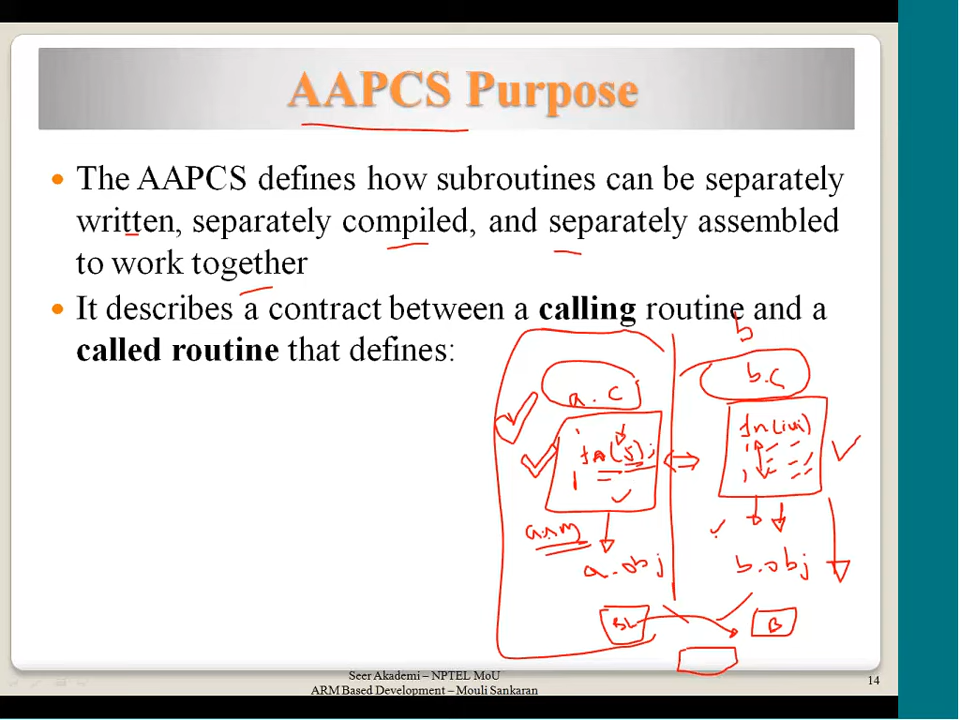 AAPCS Purpose
The AAPCS defines how subroutines can be separately
written, separately compiled, and separately assembled
to work together
It describes a contract between a calling routine and a
called routine that defines:
b
a.c
b.c
fn(5);
asm
a.obj
b.obj
BL
B
Seer Akademi – NPTEL MoU
ARM Based Development – Mouli Sankaran
14